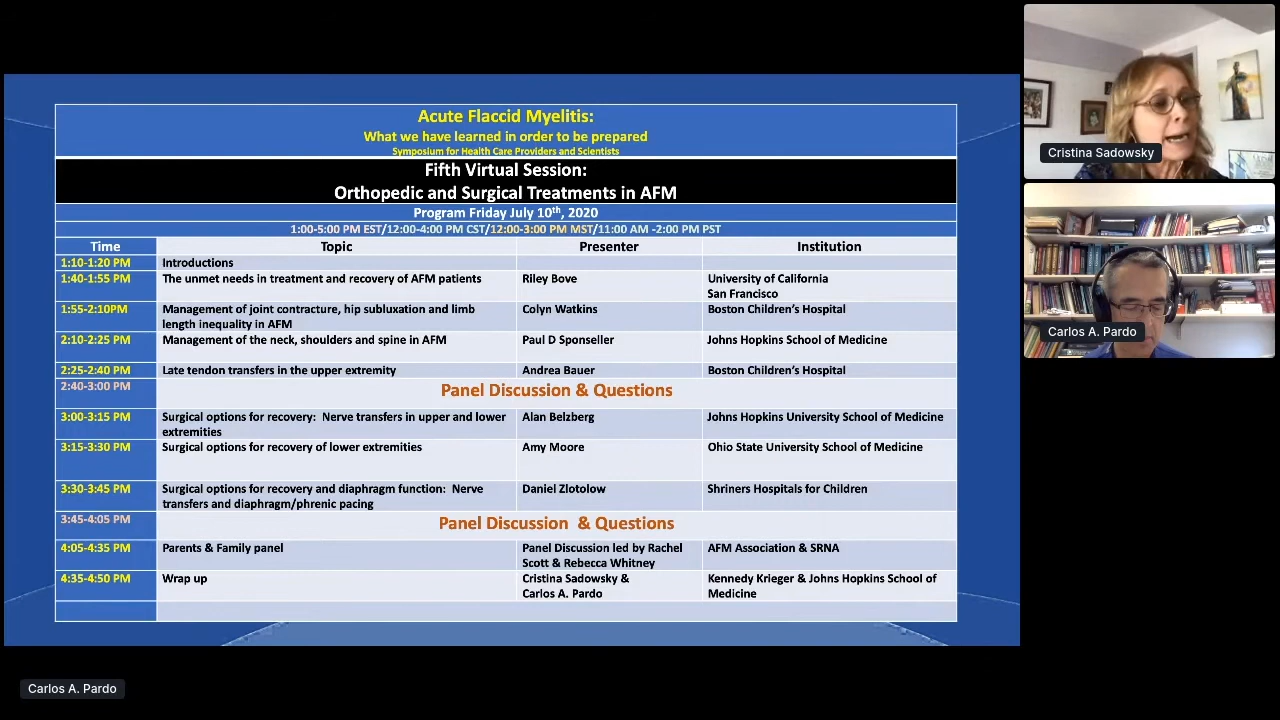 Acute Flaccid Myelitis:
What we have learned in order to be prepared
Symposium for Health Care Providers and Scientists
Fifth Virtual Session:
Orthopedic and Surgical Treatments in AFM
Program Friday July 10th, 2020
1:00-5:00 PM EST/12:00-4:00 PM CST/12:00-3:00 PM MST/11:00 AM -2:00 PM PST
Time Topic Presenter Institution
1:10-1:20 PM Introductions
1:40-1:55 PM The unmet needs in treatment and recovery of AFM patients Riley Bove University of California
San Francisco
1:55-2:10PM Management of joint contracture, hip subluxation and limb Colyn Watkins Boston Children's Hospital
length inequality in AFM
2:10-2:25 PM Management of the neck, shoulders and spine in AFM Paul D Sponseller Johns Hopkins School of Medicine
2:25-2:40 PM Late tendon transfers in the upper extremity Andrea Bauer Boston Children's Hospital
2:40-3:00 PM Panel Discussion & Questions
3:00-3:15 PM Surgical options for recovery: Nerve transfers in upper and lower Alan Belzberg Johns Hopkins University School of Medicine
extremities
3:15-3:30 PM Surgical options for recovery of lower extremities Amy Moore Ohio State University School of Medicine
3:30-3:45 PM Surgical options for recovery and diaphragm function: Nerve Daniel Zlotolow Shriners Hospitals for Children
transfers and diaphragm/phrenic pacing
3:45-4:05 PM Panel Discussion & Questions
4:05-4:35 PM Parents & Family panel Panel Discussion led by Rachel AFM Association & SRNA
Scott & Rebecca Whitney
4:35-4:50 PM Wrap up Cristina Sadowsky & Kennedy Krieger & Johns Hopkins School of
Carlos A. Pardo Medicine
Cristina Sadowsky
Carlos A. Pardo
Carlos A. Pardo